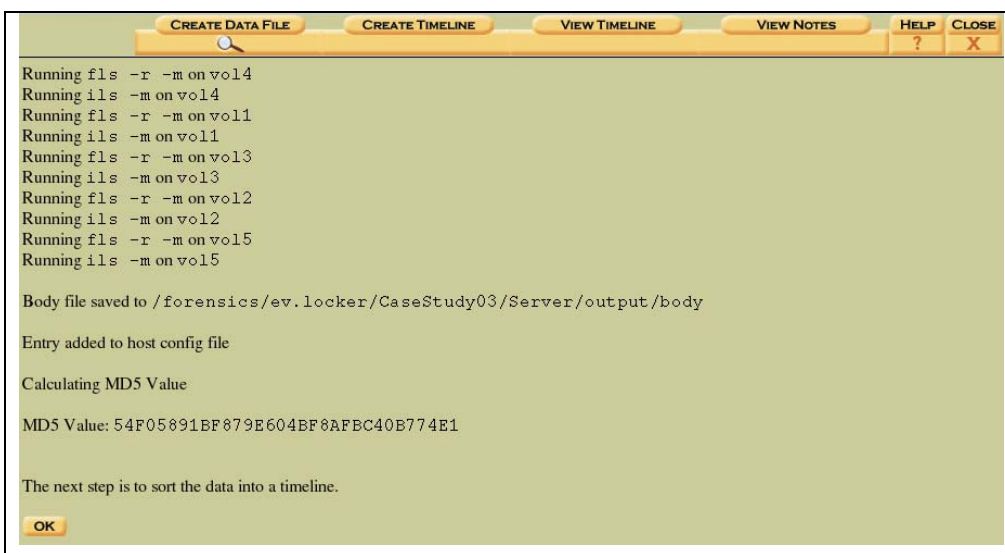 CREATE DATA FILE CREATE TIMELINE VIEW TIMELINE VIEW NOTES HELP CLOSE
? X
Running fls -r -m on vol4
Running ils -m on vol4
Running fls -r -m on vol1
Running ils -m on vol1
Running fls -r -m on vol3
Running ils -m on vol3
Running fls -r -m on vol2
Running ils -m on vol2
Running fls -r -m on vol5
Running ils -m on vol5
Body file saved to /forensics/ev.locker/CaseStudy03/Server/output/body
Entry added to host config file
Calculating MD5 Value
MD5 Value: 54F05891BF879E604BF8AFBC40B774E1
The next step is to sort the data into a timeline.
OK